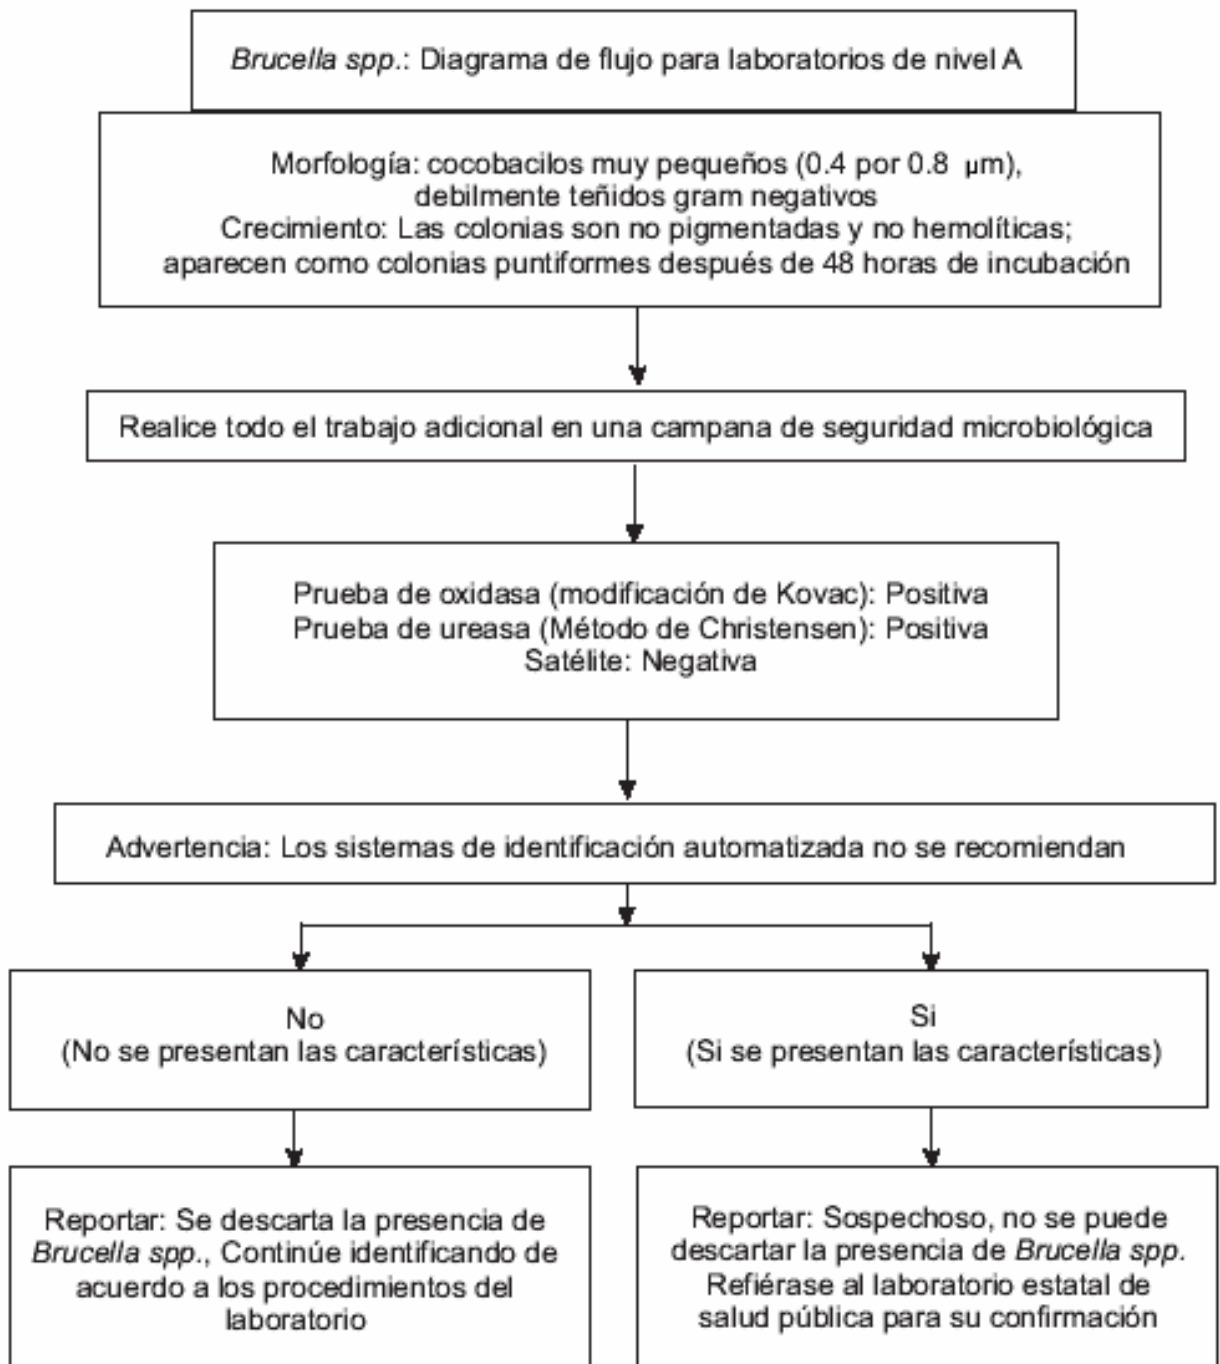 Brucella spp.: Diagrama de flujo para laboratorios de nivel A
Morfología: cocobacilos muy pequeños (0.4 por 0.8 µm),
debilmente teñidos gram negativos
Crecimiento: Las colonias son no pigmentadas y no hemolíticas;
aparecen como colonias puntiformes después de 48 horas de incubación
Realice todo el trabajo adicional en una campana de seguridad microbiológica
Prueba de oxidasa (modificación de Kovac): Positiva
Prueba de ureasa (Método de Christensen): Positiva
Satélite: Negativa
Advertencia: Los sistemas de identificación automatizada no se recomiendan
No
(No se presentan las características)
Si
(Si se presentan las características)
Reportar: Se descarta la presencia de
Brucella spp., Continúe identificando de
acuerdo a los procedimientos del
laboratorio
Reportar: Sospechoso, no se puede
descartar la presencia de Brucella spp.
Refiérase al laboratorio estatal de
salud pública para su confirmación